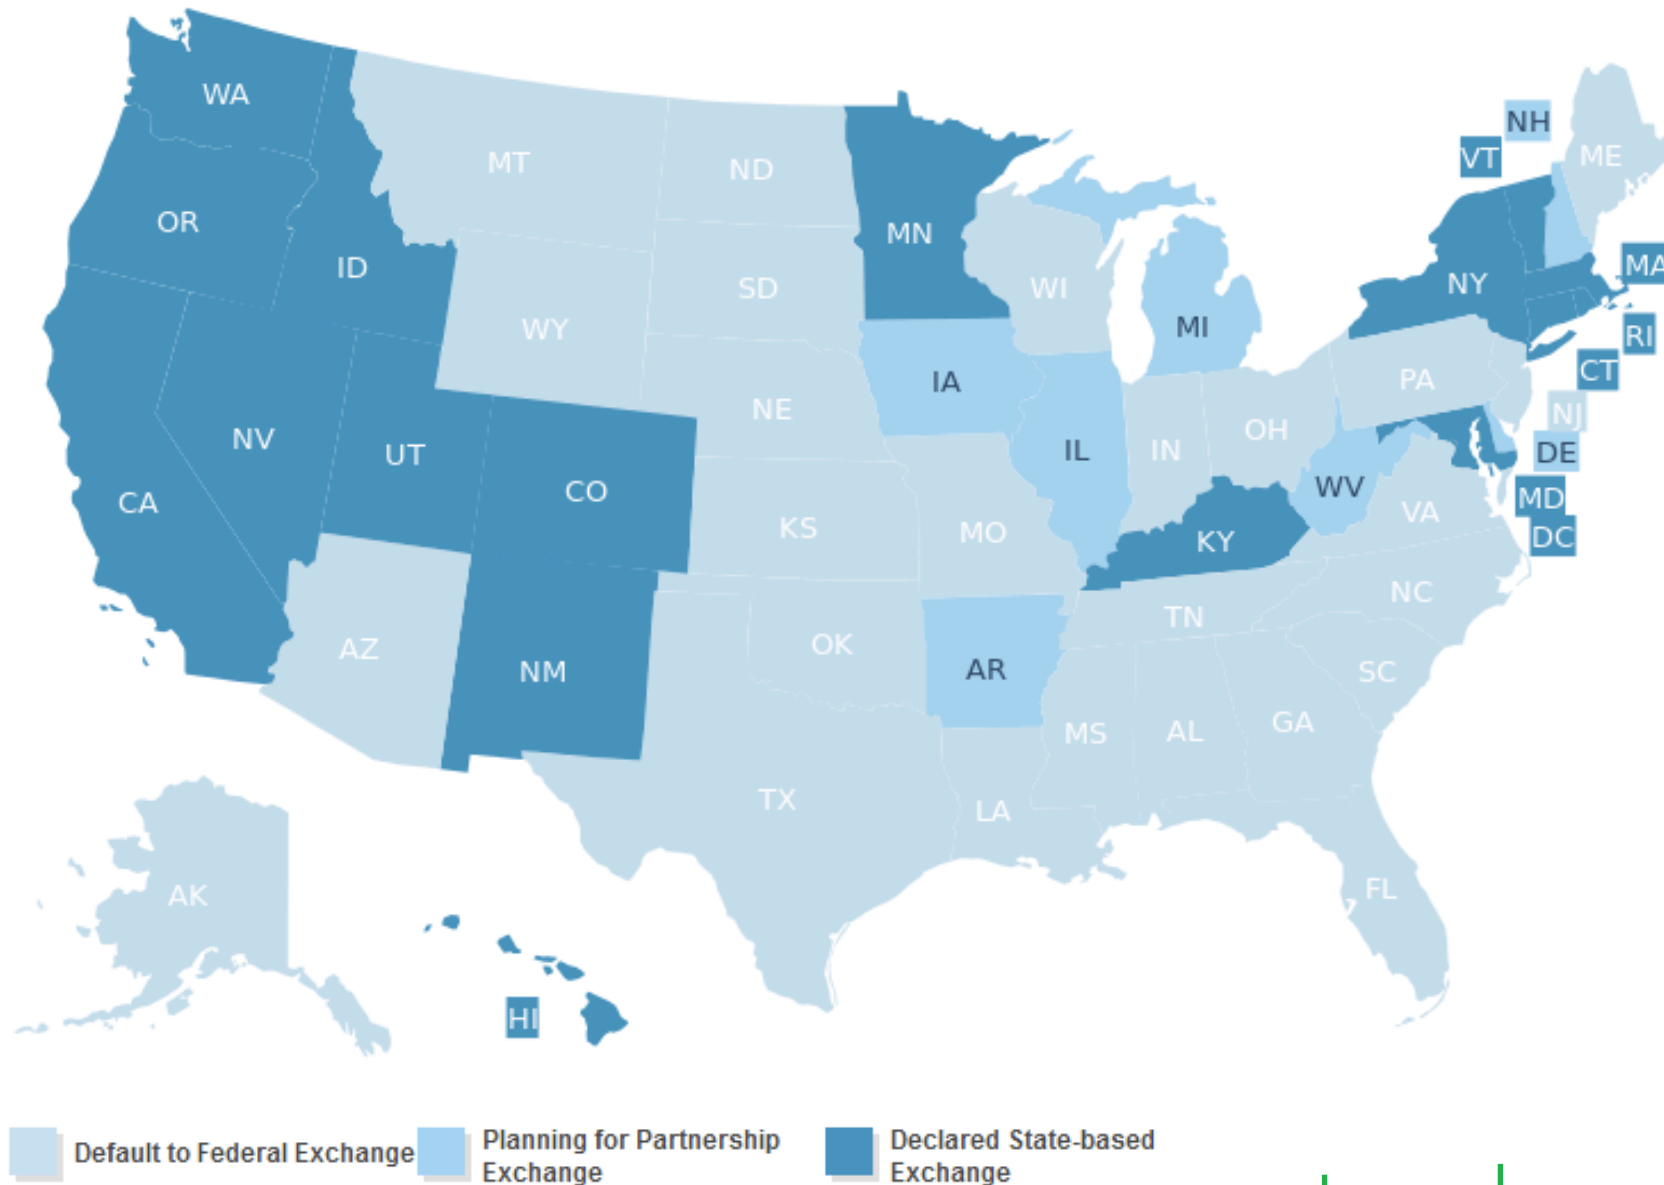 WA
NH
VT
ME
MT
ND
OR
MN
MA
ID
NY
SD
WI
WY
MI
RI
CT
IA
PA
NE
NJ
OH
NV
IL
IN
DE
UT
WV
CO
MD
CA
VA
KS
MO
DC
KY
NC
TN
AZ
OK
AR
NM
SC
GA
MS
AL
TX
LA
FL
AK
HI
Default to Federal Exchange
Planning for Partnership
Exchange
Declared State-based
Exchange